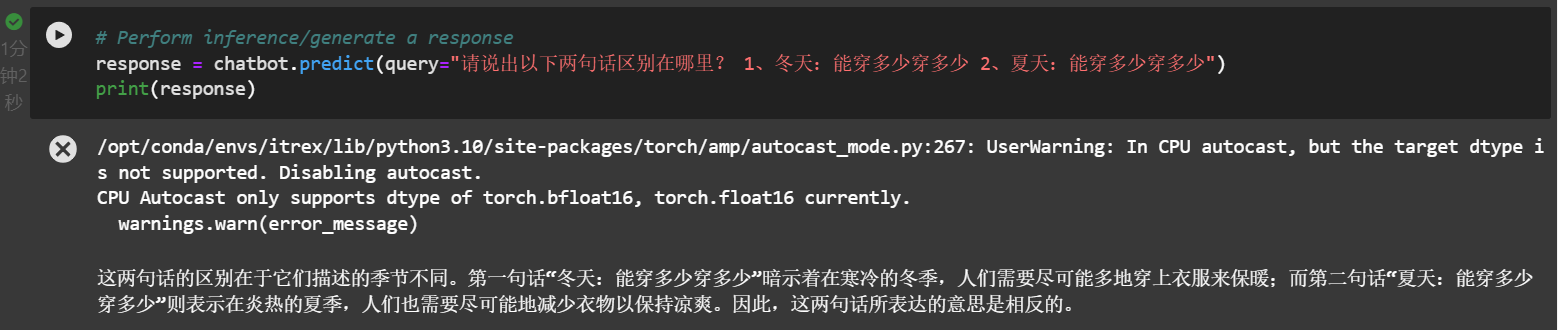 1分
钟2
秒
# Perform inference/generate a response
response = chatbot.predict(query="请说出以下两句话区别在哪里? 1、冬天：能穿多少穿多少 2、夏天：能穿多少穿多少")
print(response)
/opt/conda/envs/itrex/lib/python3.10/site-packages/torch/amp/autocast_mode.py:267: UserWarning: In CPU autocast, but the target dtype i
s not supported. Disabling autocast.
CPU Autocast only supports dtype of torch.bfloat16, torch.float16 currently.
  warnings.warn(error_message)
这两句话的区别在于它们描述的季节不同。第一句话“冬天：能穿多少穿多少”暗示着在寒冷的冬季，人们需要尽可能多地穿上衣服来保暖；而第二句话“夏天：能穿多少
穿多少”则表示在炎热的夏季，人们也需要尽可能地减少衣物以保持凉爽。因此，这两句话所表达的意思是相反的。